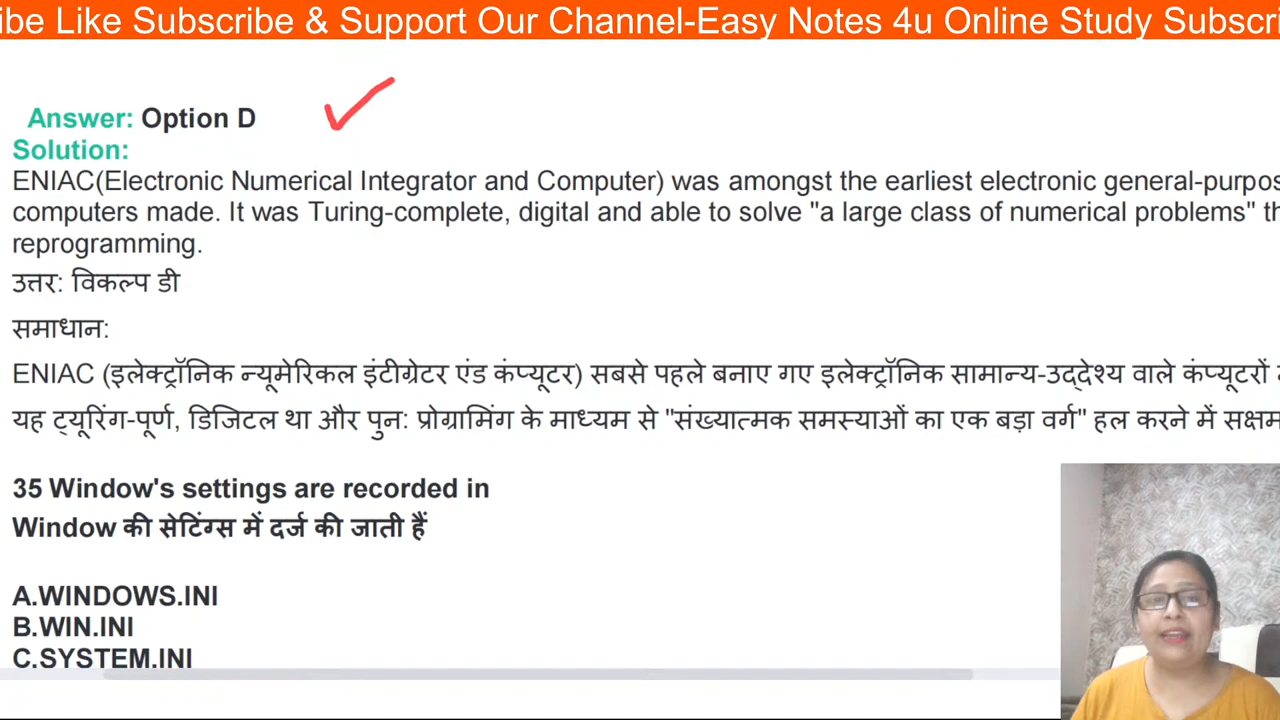 be Like Subscribe & Support Our Channel-Easy Notes 4u Online Study Subscri
Answer: Option D
Solution:
ENIAC(Electronic Numerical Integrator and Computer) was amongst the earliest electronic general-purpos
computers made. It was Turing-complete, digital and able to solve "a large class of numerical problems" th
reprogramming.
उत्तर: विकल्प डी
समाधान:
ENIAC (इलेक्ट्रॉनिक न्यूमेरिकल इंटीग्रेटर एंड कंप्यूटर) सबसे पहले बनाए गए इलेक्ट्रॉनिक सामान्य-उद्देश्य वाले कंप्यूटरों
यह ट्यूरिंग-पूर्ण, डिजिटल था और पुन: प्रोग्रामिंग के माध्यम से "संख्यात्मक समस्याओं का एक बड़ा वर्ग" हल करने में सक्षम
35 Window's settings are recorded in
Window की सेटिंग्स में दर्ज की जाती हैं
A.WINDOWS.INI
B.WIN.INI
C.SYSTEM.INI